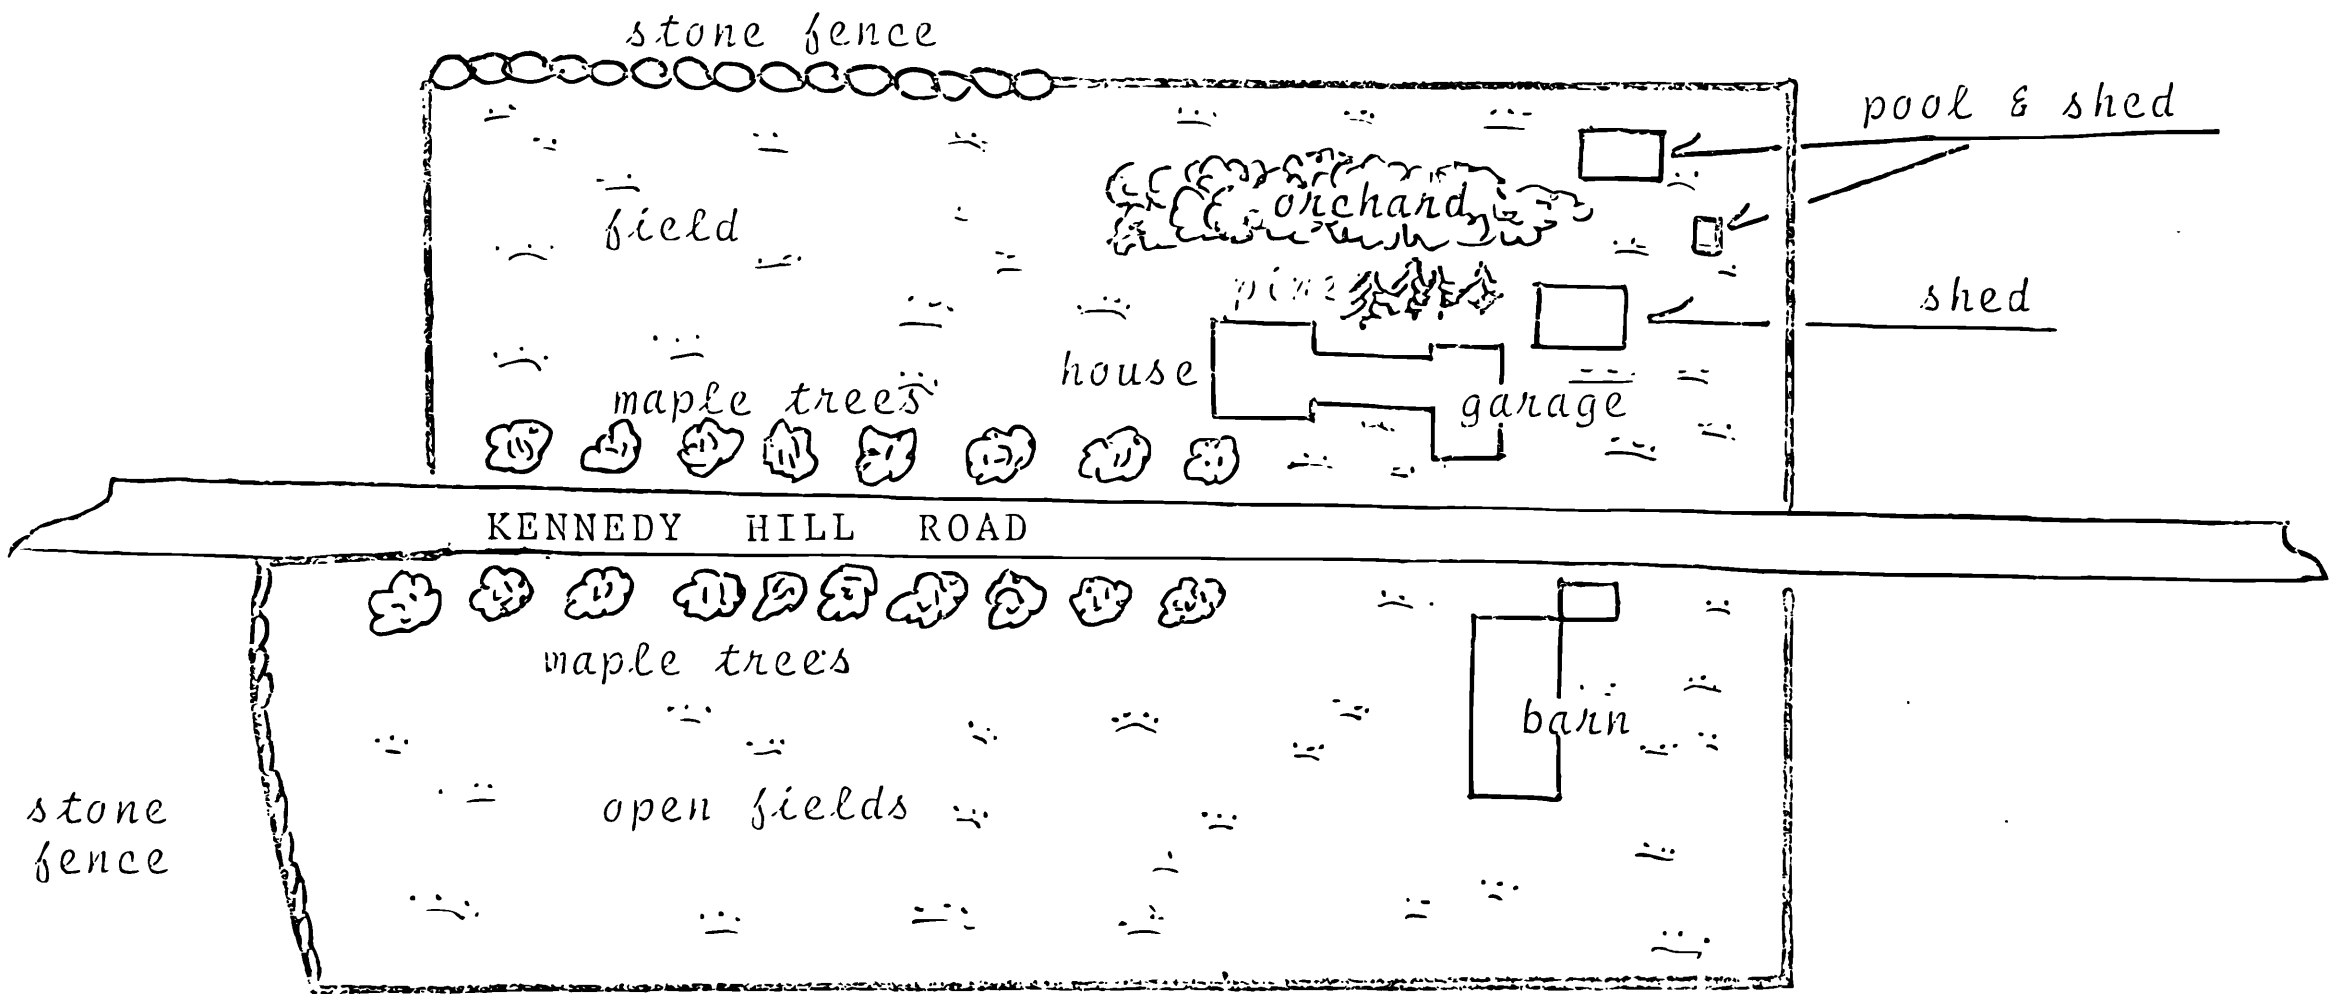 stone fence
pool & shed
orchard
field
pine
shed
house
maple trees
garage
KENNEDY HILL ROAD
maple trees
barn
open fields
stone
fence